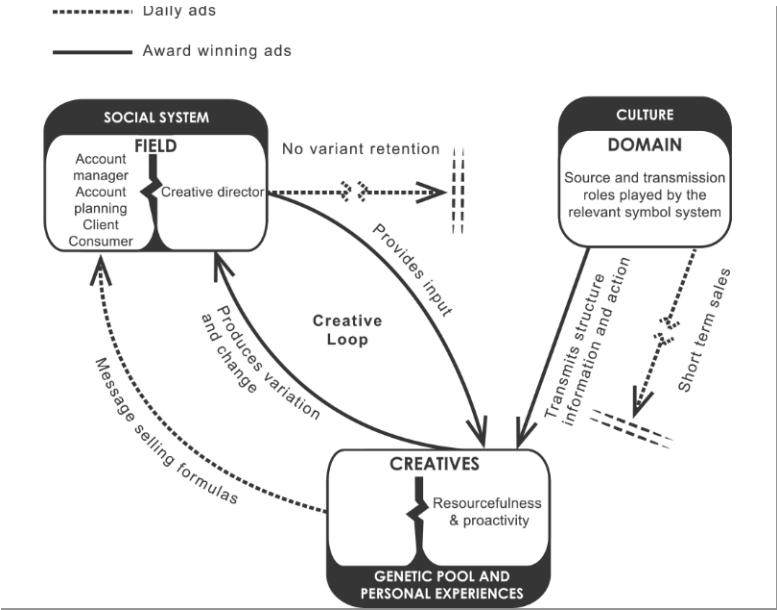 Daily ads
Award winning ads
SOCIAL SYSTEM
FIELD
Account
manager
Account
planning
Client
Consumer
Creative director
No variant retention
CULTURE
DOMAIN
Source and transmission
roles played by the
relevant symbol system
Provides input
Produces variation
and change
Creative
Loop
Transmits structure
information and action
Short term sales
Message selling formulas
CREATIVES
Resourcefulness
& proactivity
GENETIC POOL AND
PERSONAL EXPERIENCES